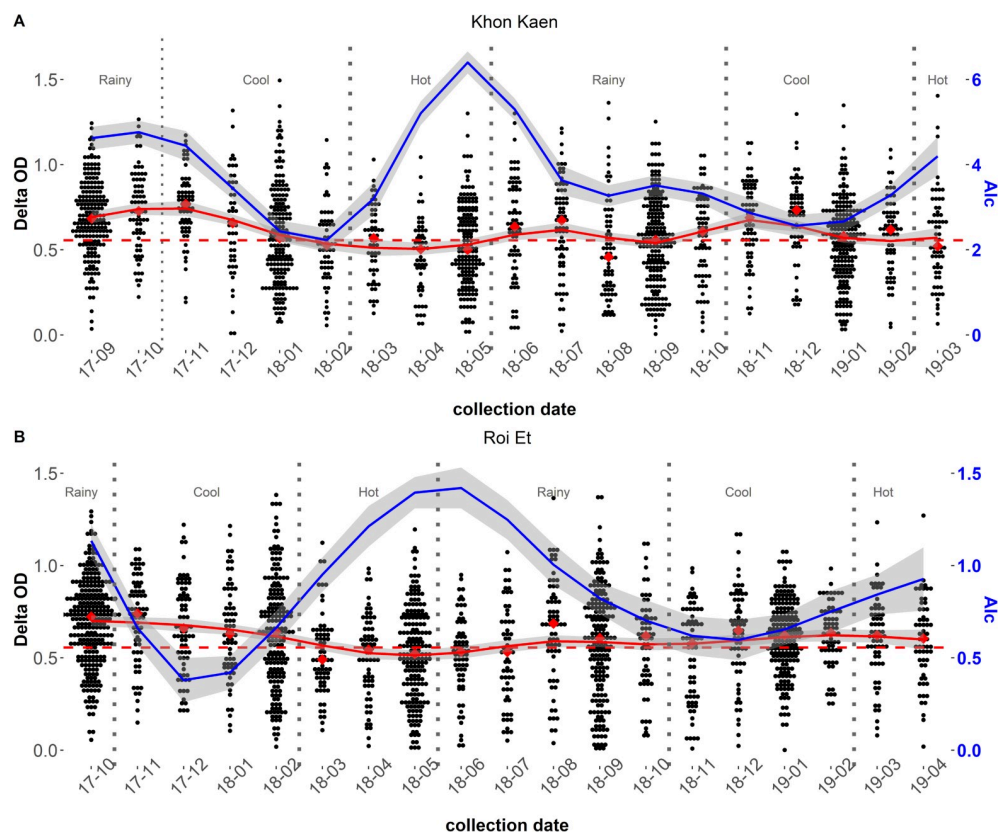 A
Khon Kaen
Rainy Cool Hot Rainy Cool Hot
1.5
1.0
0.5
0.0
Delta OD
6
4
2
0
Alc
17-09 17-10 17-11 17-12 18-01 18-02 18-03 18-04 18-05 18-06 18-07 18-08 18-09 18-10 18-11 18-12 19-01 19-02 19-03
collection date
B
Roi Et
Rainy Cool Hot Rainy Cool Hot
1.5
1.0
0.5
0.0
Delta OD
1.5
1.0
0.5
0.0
Alc
17-10 17-11 17-12 18-01 18-02 18-03 18-04 18-05 18-06 18-07 18-08 18-09 18-10 18-11 18-12 19-01 19-02 19-03 19-04
collection date